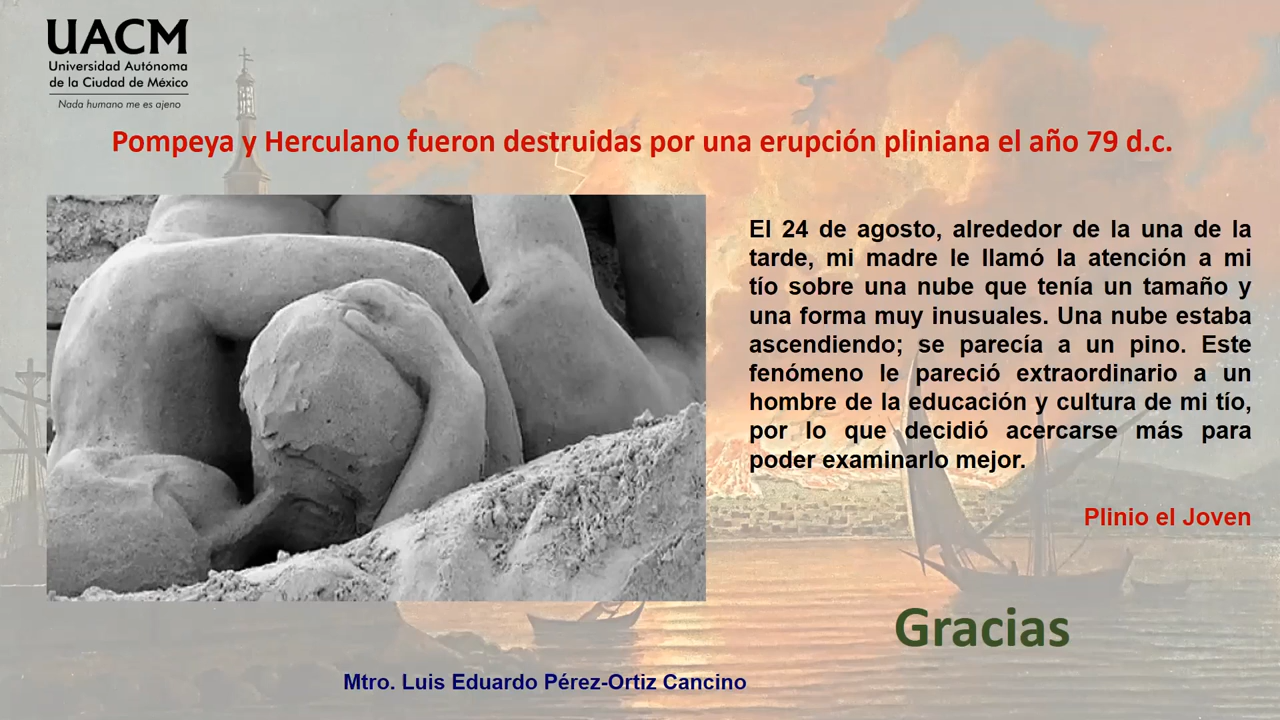 UACM
Universidad Autónoma
de la Ciudad de México
Nada humano me es ajeno
Pompeya y Herculano fueron destruidas por una erupción pliniana el año 79 d.c.
El 24 de agosto, alrededor de la una de la
tarde, mi madre le llamó la atención a mi
tío sobre una nube que tenía un tamaño y
una forma muy inusuales. Una nube estaba
ascendiendo; se parecía a un pino. Este
fenómeno le pareció extraordinario a un
hombre de la educación y cultura de mi tío,
por lo que decidió acercarse más para
poder examinarlo mejor.
Plinio el Joven
Gracias
Mtro. Luis Eduardo Pérez-Ortiz Cancino